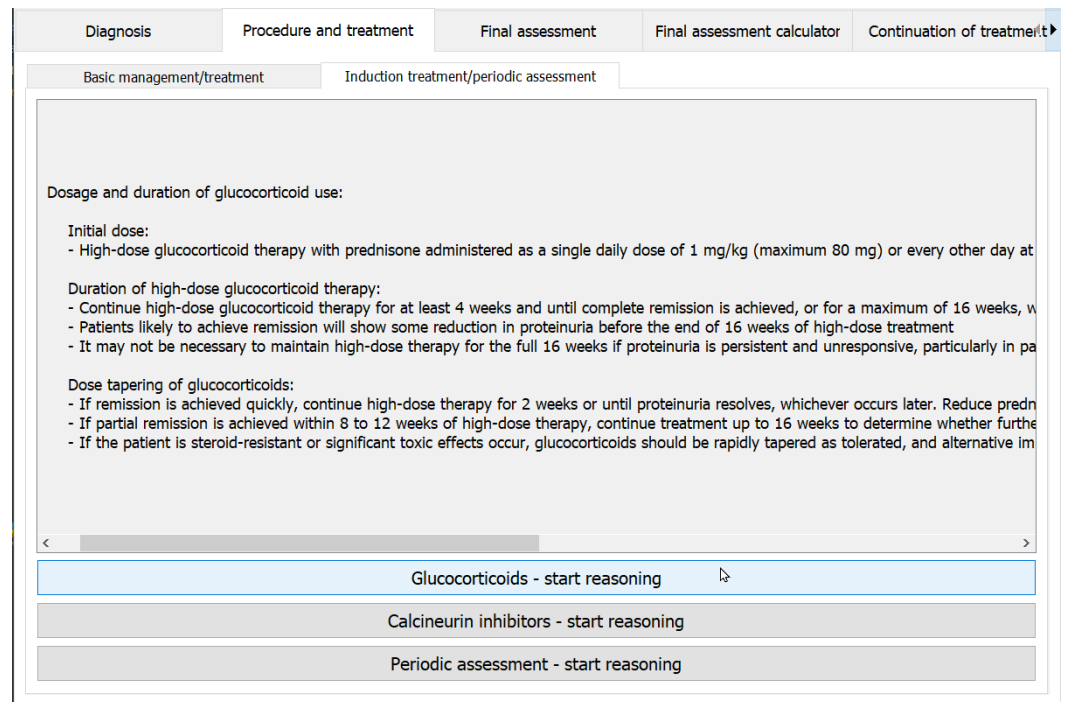 Diagnosis
Procedure and treatment
Final assessment
Final assessment calculator
Continuation of treatment
Basic management/treatment
Induction treatment/periodic assessment
Dosage and duration of glucocorticoid use:
Initial dose:
- High-dose glucocorticoid therapy with prednisone administered as a single daily dose of 1 mg/kg (maximum 80 mg) or every other day at
Duration of high-dose glucocorticoid therapy:
- Continue high-dose glucocorticoid therapy for at least 4 weeks and until complete remission is achieved, or for a maximum of 16 weeks, w
- Patients likely to achieve remission will show some reduction in proteinuria before the end of 16 weeks of high-dose treatment
- It may not be necessary to maintain high-dose therapy for the full 16 weeks if proteinuria is persistent and unresponsive, particularly in pa
Dose tapering of glucocorticoids:
- If remission is achieved quickly, continue high-dose therapy for 2 weeks or until proteinuria resolves, whichever occurs later. Reduce predn
- If partial remission is achieved within 8 to 12 weeks of high-dose therapy, continue treatment up to 16 weeks to determine whether furthe
- If the patient is steroid-resistant or significant toxic effects occur, glucocorticoids should be rapidly tapered as tolerated, and alternative im
Glucocorticoids - start reasoning
Calcineurin inhibitors - start reasoning
Periodic assessment - start reasoning